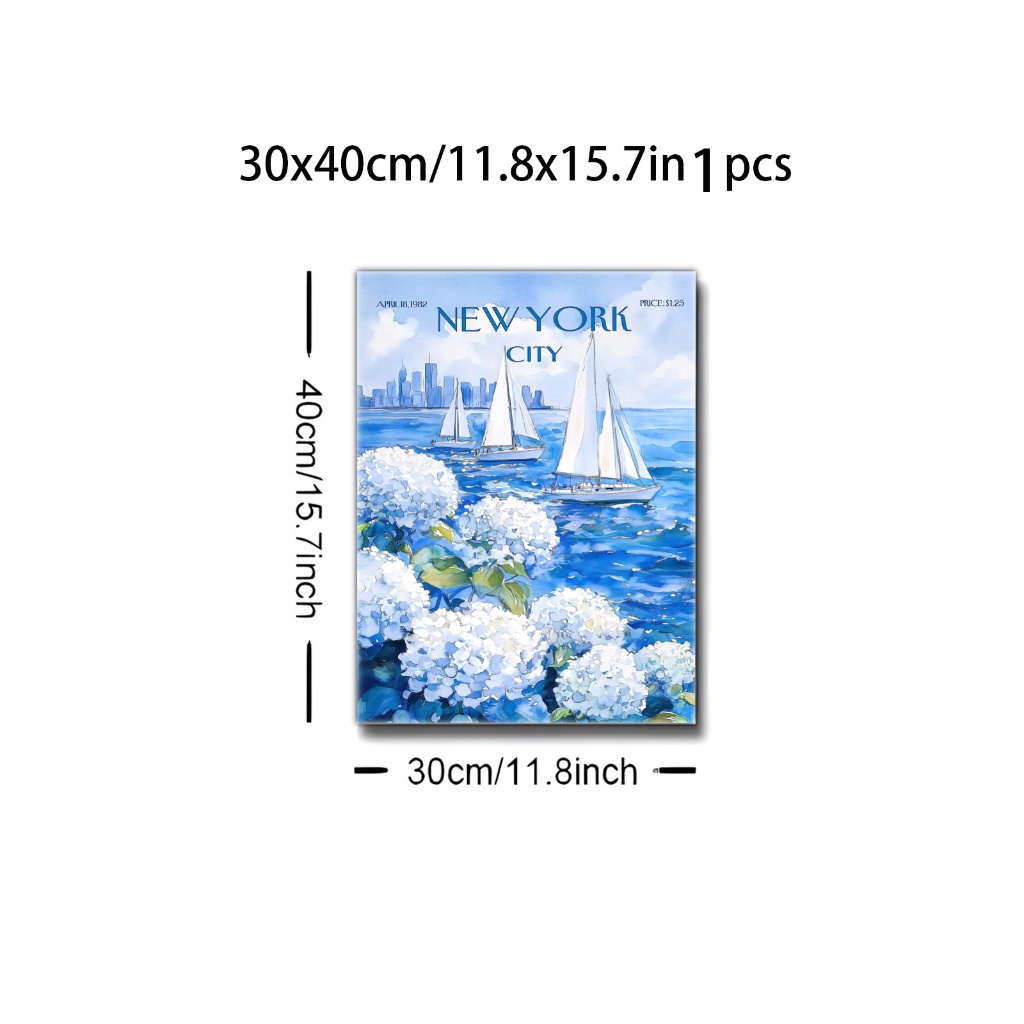 30x40cm/11.8x15.7in1pcs
APRIL 18, 1982
PRICE: $1.25
NEW YORK
CITY
40cm/15.7inch
30cm/11.8inch